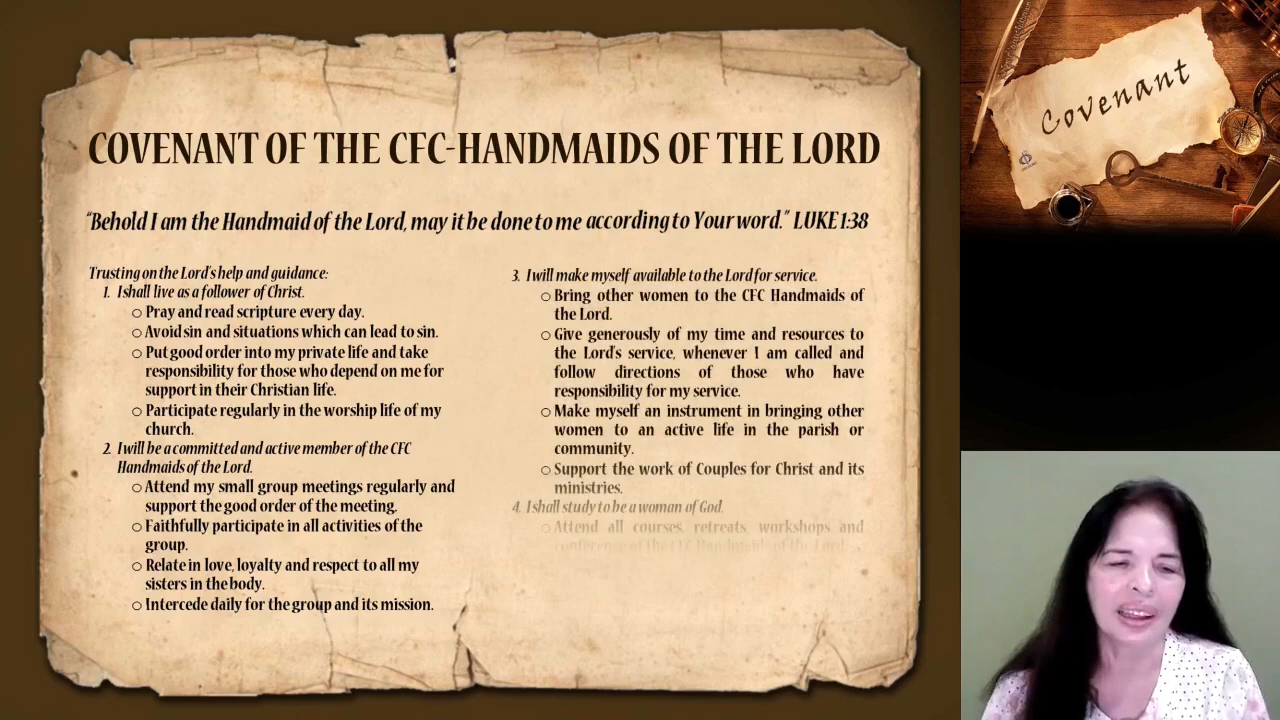 COVENANT OF THE CFC-HANDMAIDS OF THE LORD
“Behold I am the Handmaid of the Lord, may it be done to me according to Your word.” LUKE 1:38
Trusting on the Lord's help and guidance:
1. I shall live as a follower of Christ.
○ Pray and read scripture every day.
○ Avoid sin and situations which can lead to sin.
○ Put good order into my private life and take
responsibility for those who depend on me for
support in their Christian life.
○ Participate regularly in the worship life of my
church.
2. I will be a committed and active member of the CFC
Handmaids of the Lord.
○ Attend my small group meetings regularly and
support the good order of the meeting.
○ Faithfully participate in all activities of the
group.
○ Relate in love, loyalty and respect to all my
sisters in the body.
○ Intercede daily for the group and its mission.
3. I will make myself available to the Lord for service.
○ Bring other women to the CFC Handmaids of
the Lord.
○ Give generously of my time and resources to
the Lord's service, whenever I am called and
follow directions of those who have
responsibility for my service.
○ Make myself an instrument in bringing other
women to an active life in the parish or
community.
○ Support the work of Couples for Christ and its
ministries.
4. I shall study to be a woman of God.
○ Attend all courses, retreats, workshops and
conference of the CFC Handmaids of the Lord.
Covenant